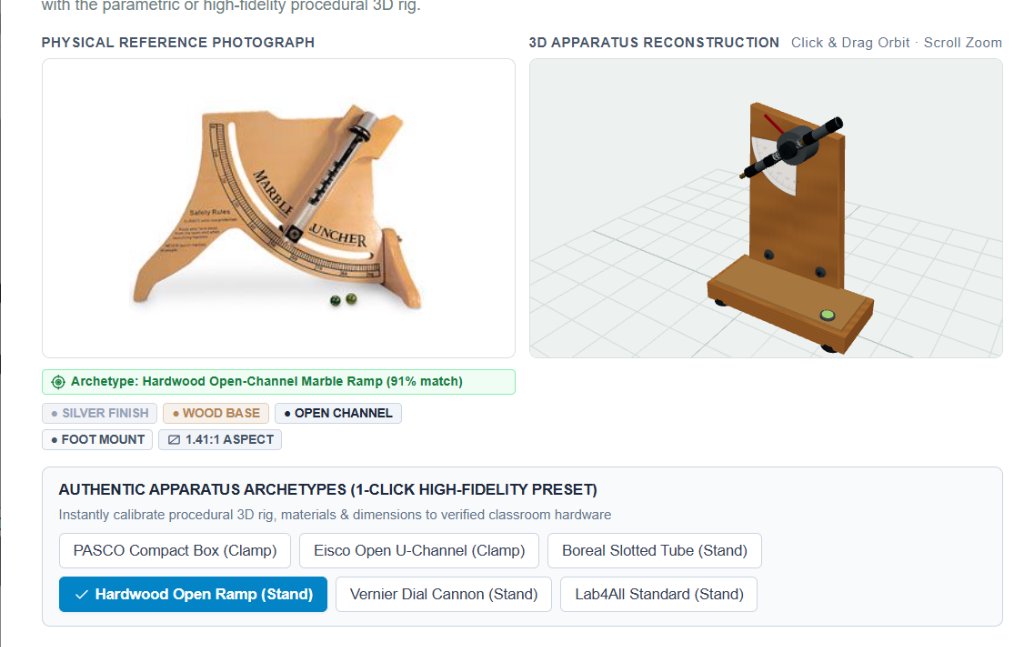 with the parametric or high-fidelity procedural 3D rig.
PHYSICAL REFERENCE PHOTOGRAPH
3D APPARATUS RECONSTRUCTION Click & Drag Orbit · Scroll Zoom
Safety Rules
MARBLE
UNCHER
Archetype: Hardwood Open-Channel Marble Ramp (91% match)
● SILVER FINISH ● WOOD BASE ● OPEN CHANNEL
● FOOT MOUNT 1.41:1 ASPECT
AUTHENTIC APPARATUS ARCHETYPES (1-CLICK HIGH-FIDELITY PRESET)
Instantly calibrate procedural 3D rig, materials & dimensions to verified classroom hardware
PASCO Compact Box (Clamp) Eisco Open U-Channel (Clamp) Boreal Slotted Tube (Stand)
✓ Hardwood Open Ramp (Stand) Vernier Dial Cannon (Stand) Lab4All Standard (Stand)